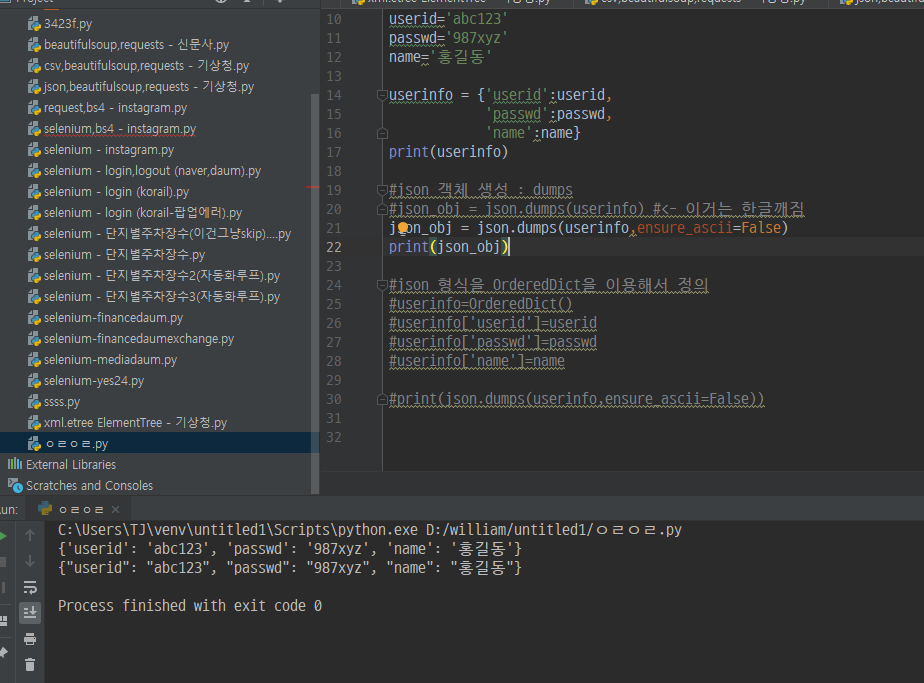 Project
3423f.py
beautifulsoup,requests - 신문사.py
csv,beautifulsoup,requests - 기상청.py
json,beautifulsoup,requests - 기상청.py
request,bs4 - instagram.py
selenium,bs4 - instagram.py
selenium - instagram.py
selenium - login,logout (naver,daum).py
selenium - login (korail).py
selenium - login (korail-팝업에러).py
selenium - 단지별주차장수(이건그냥skip)....py
selenium - 단지별주차장수.py
selenium - 단지별주차장수2(자동화루프).py
selenium - 단지별주차장수3(자동화루프).py
selenium-financedaum.py
selenium-financedaumexchange.py
selenium-mediadaum.py
selenium-yes24.py
ssss.py
xml.etree ElementTree - 기상청.py
ㅇㄹㅇㄹ.py
External Libraries
Scratches and Consoles
10 userid='abc123'
11 passwd='987xyz'
12 name='홍길동'
13
14 userinfo = {'userid':userid,
15 'passwd':passwd,
16 'name':name}
17 print(userinfo)
18
19 #json 객체 생성 : dumps
20 #json_obj = json.dumps(userinfo) #<- 이거는 한글깨짐
21 json_obj = json.dumps(userinfo,ensure_ascii=False)
22 print(json_obj)
23
24 #json 형식을 OrderedDict을 이용해서 정의
25 #userinfo=OrderedDict()
26 #userinfo['userid']=userid
27 #userinfo['passwd']=passwd
28 #userinfo['name']=name
29
30 #print(json.dumps(userinfo,ensure_ascii=False))
31
32
un: ㅇㄹㅇㄹ
C:\Users\TJ\venv\untitled1\Scripts\python.exe D:/william/untitled1/ㅇㄹㅇㄹ.py
{'userid': 'abc123', 'passwd': '987xyz', 'name': '홍길동'}
{"userid": "abc123", "passwd": "987xyz", "name": "홍길동"}
Process finished with exit code 0